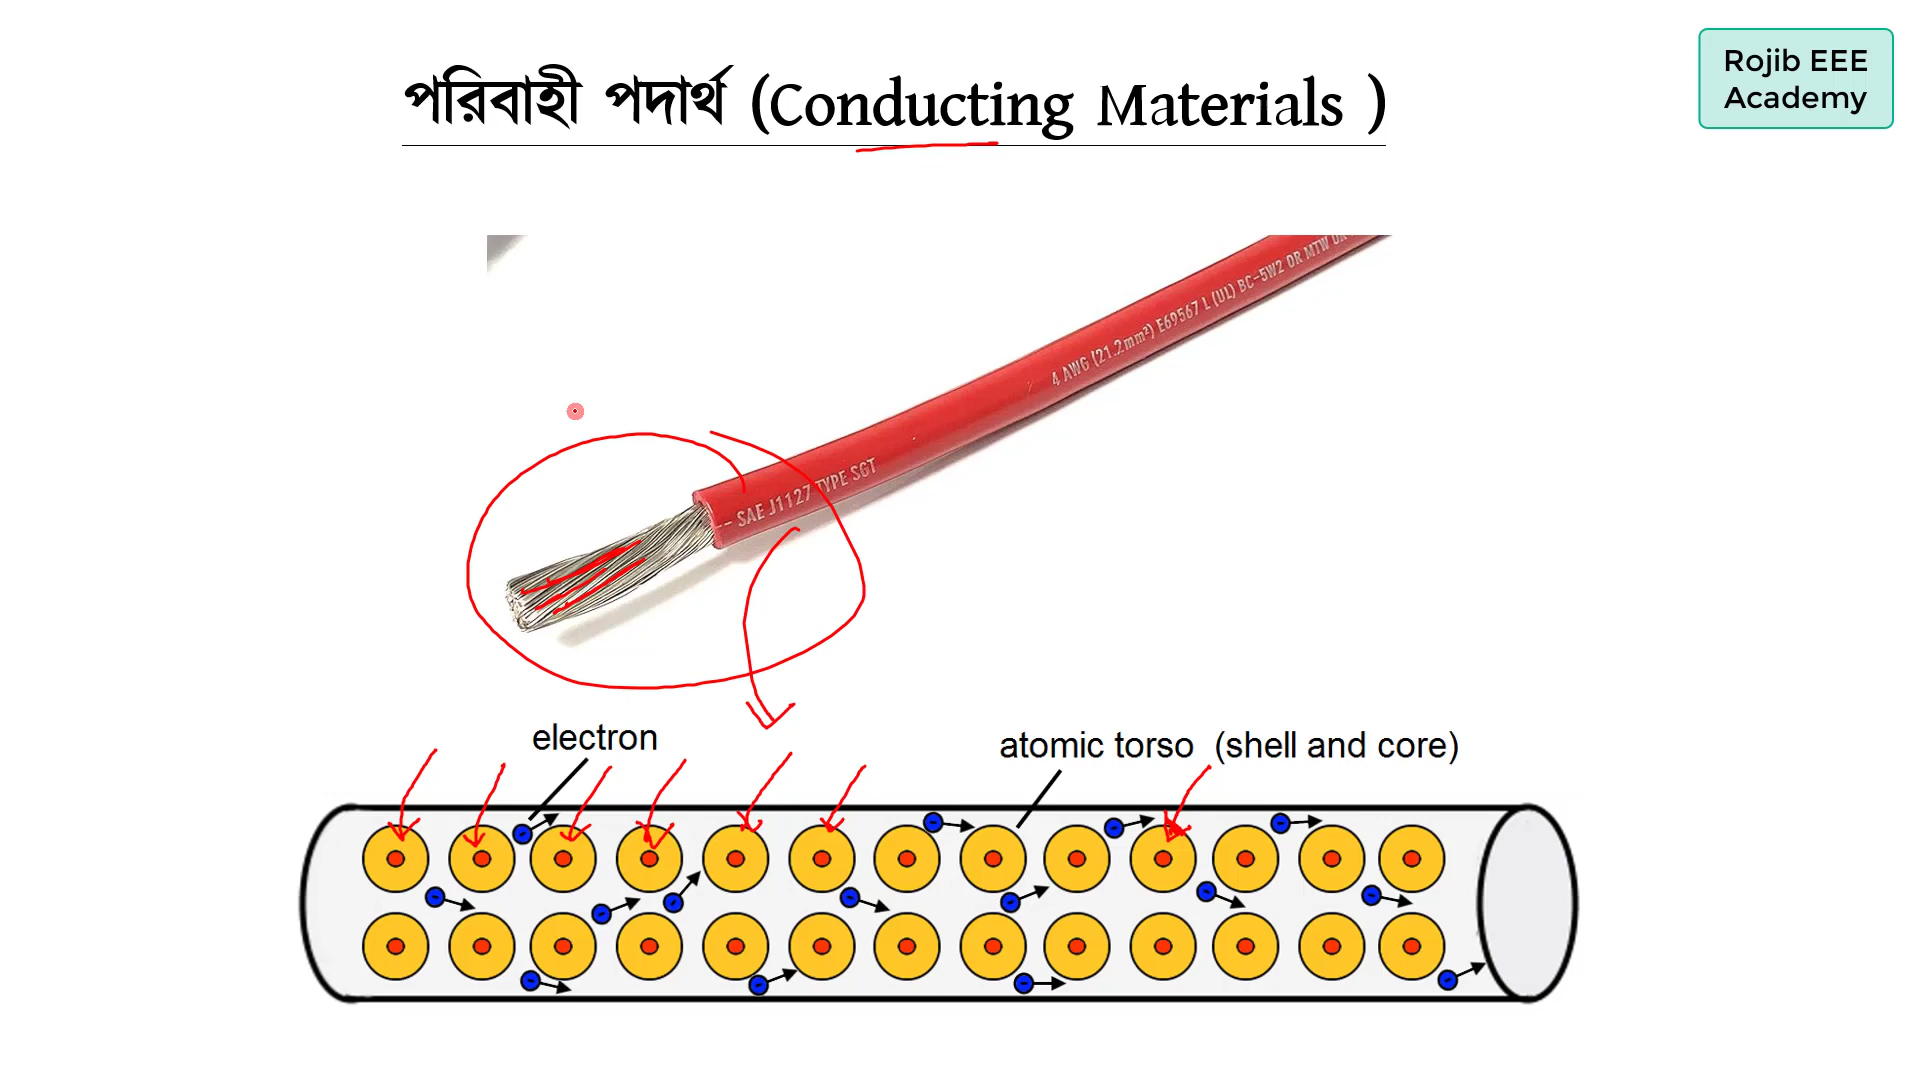 পরিবাহী পদার্থ (Conducting Materials )
Rojib EEE
Academy
4 AWG (21.2mm²) E69567 L (UL) BC-5W2 OR MTW
-- SAE J1127 TYPE SGT
electron
atomic torso (shell and core)